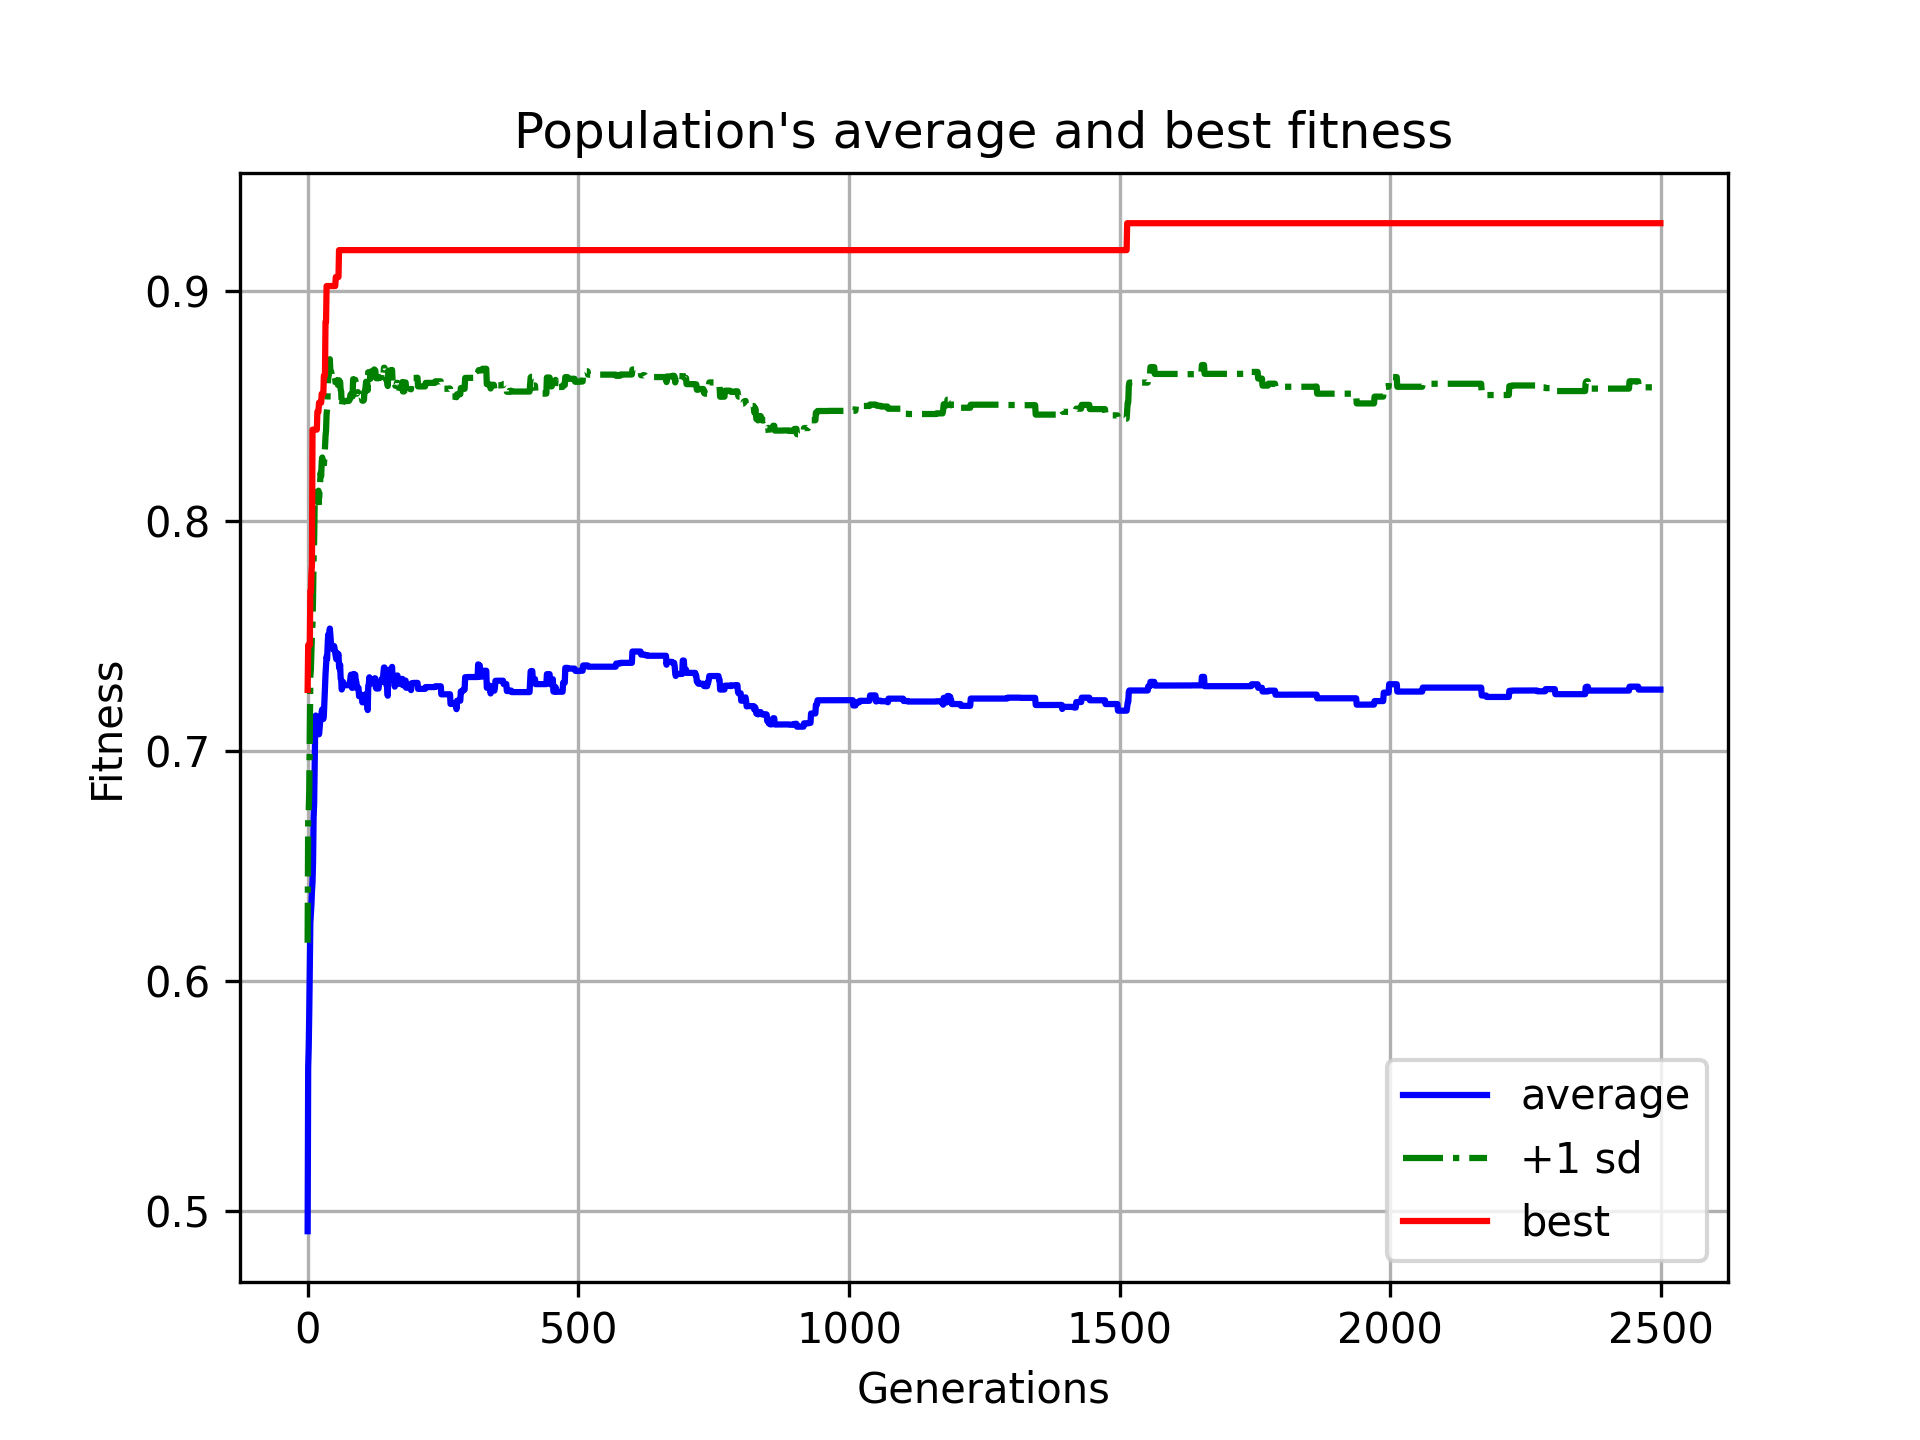 Population's average and best fitness
Fitness
0.9
0.8
0.7
0.6
0.5
0 500 1000 1500 2000 2500
Generations
average
+1 sd
best